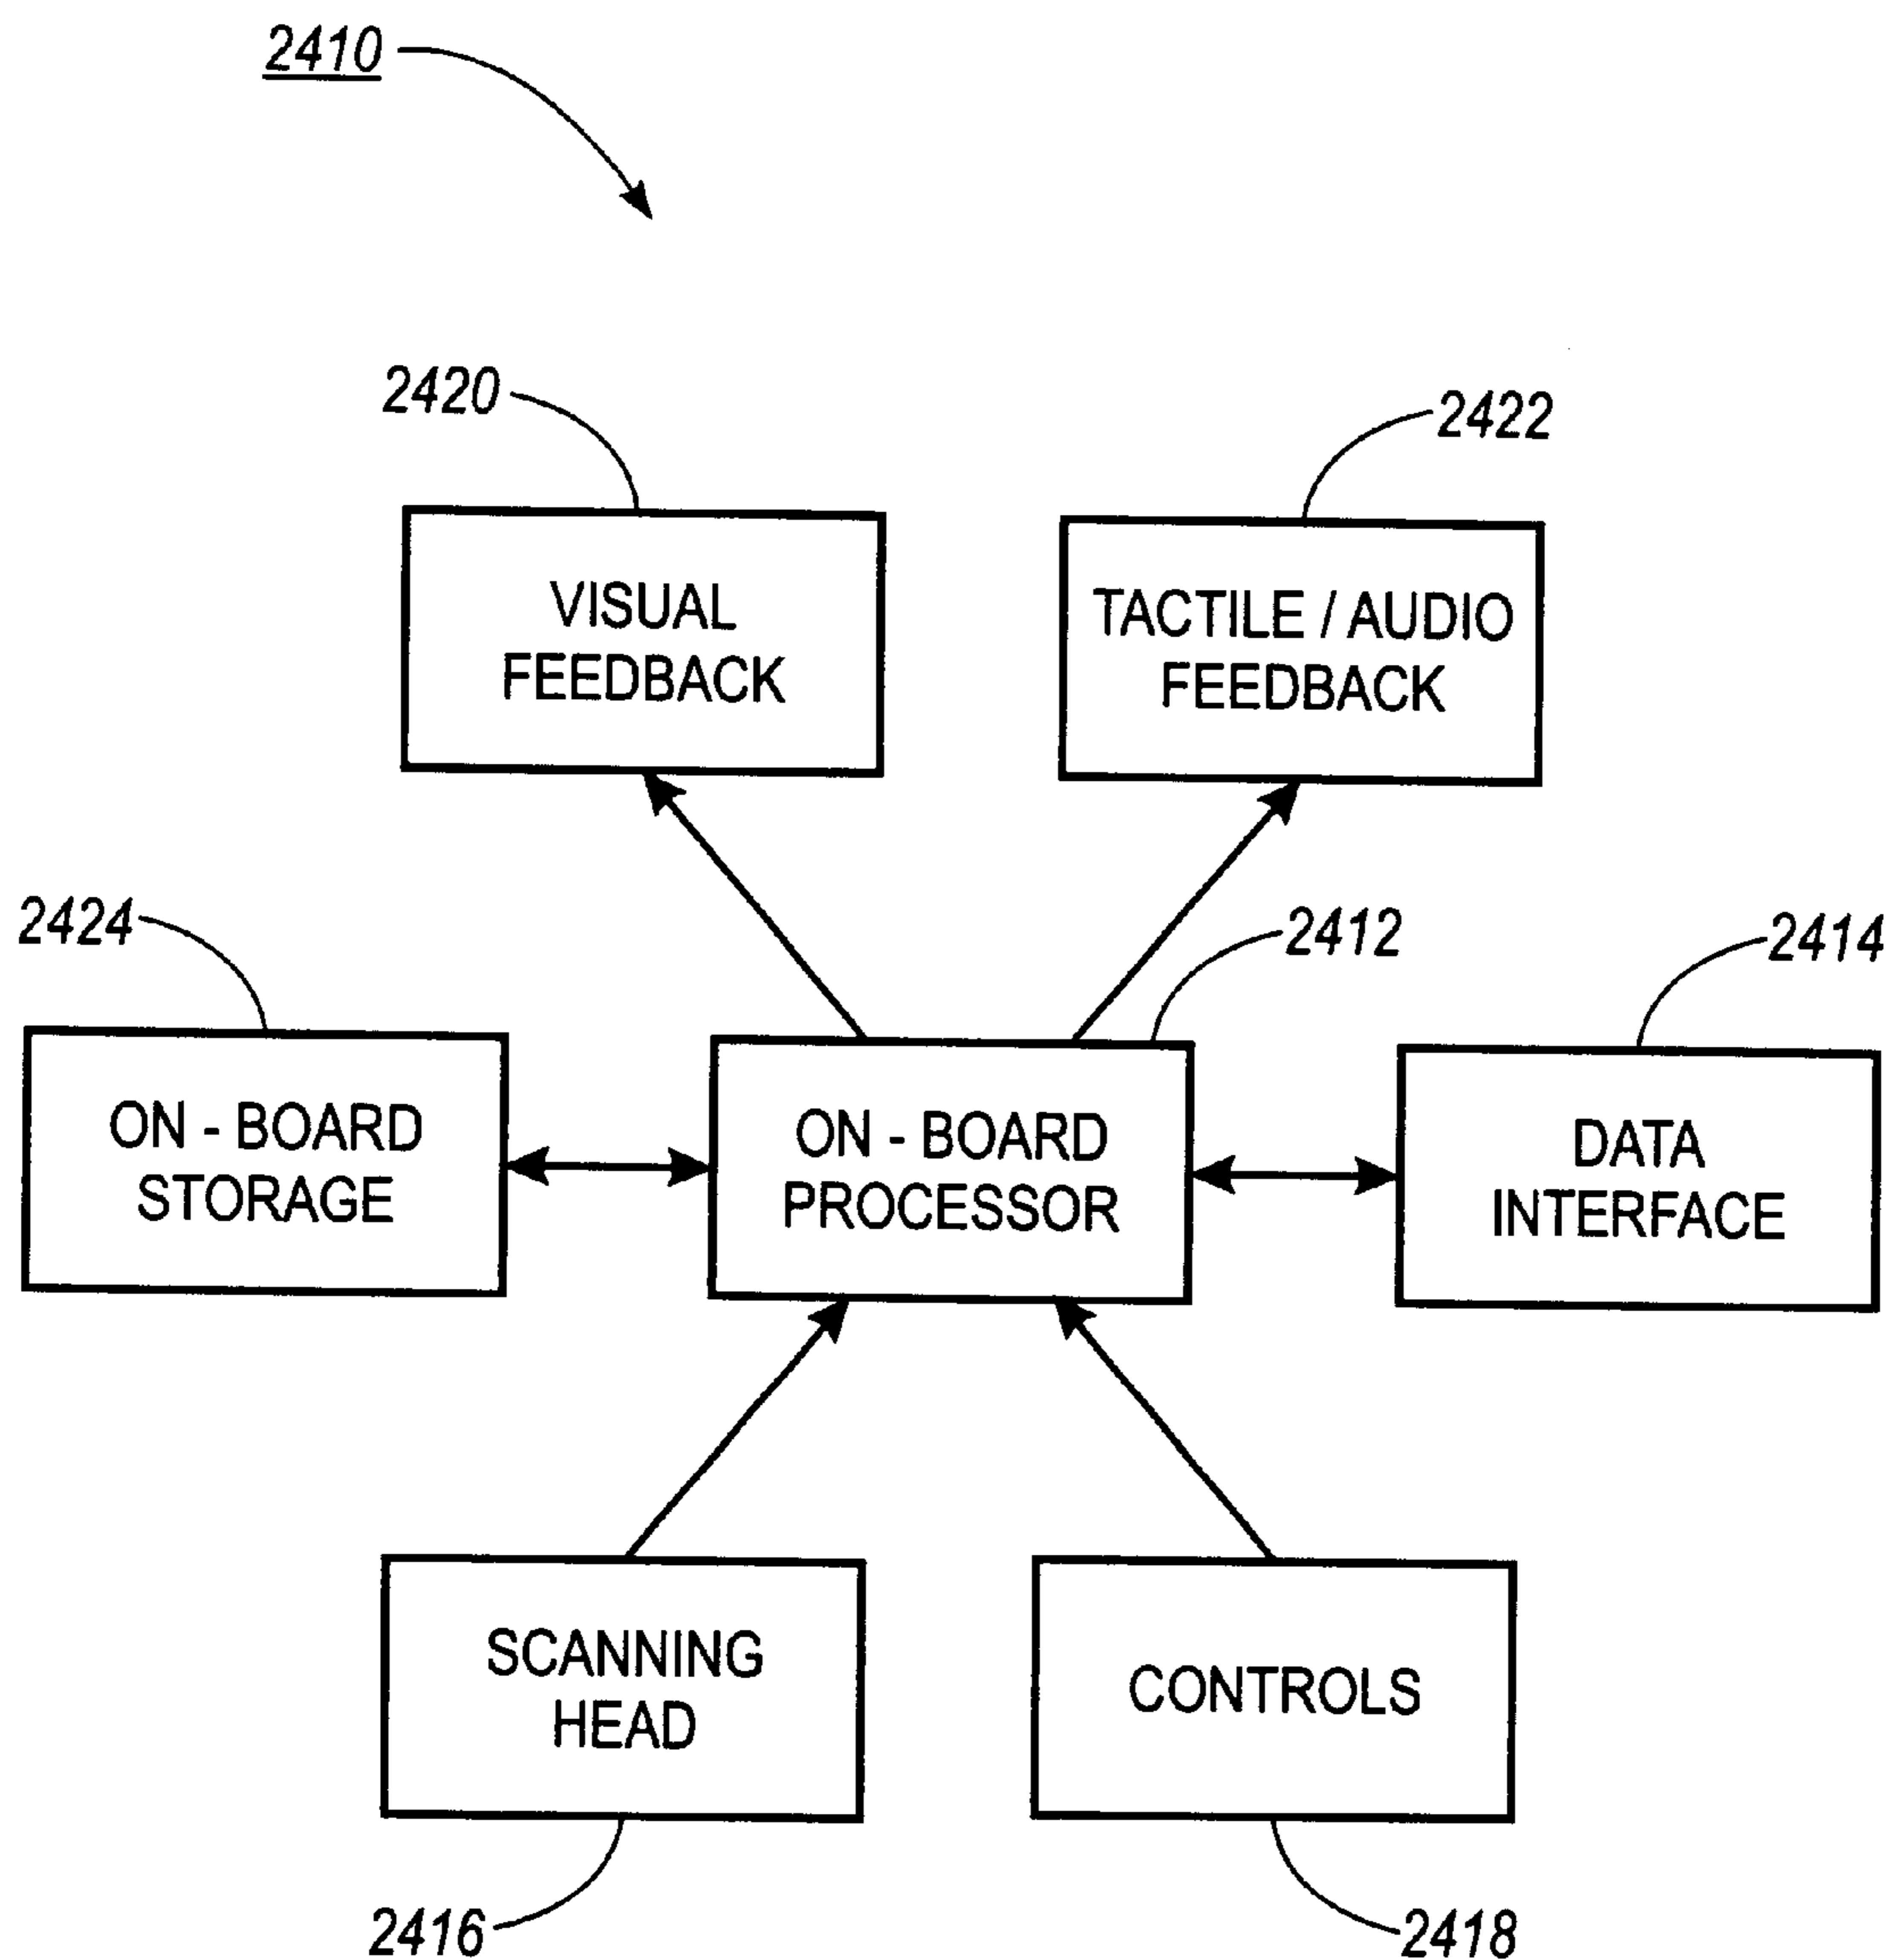 2410
2420
2422
VISUAL
FEEDBACK
TACTILE / AUDIO
FEEDBACK
2424
2412
2414
ON - BOARD
STORAGE
ON - BOARD
PROCESSOR
DATA
INTERFACE
SCANNING
HEAD
CONTROLS
2416
2418